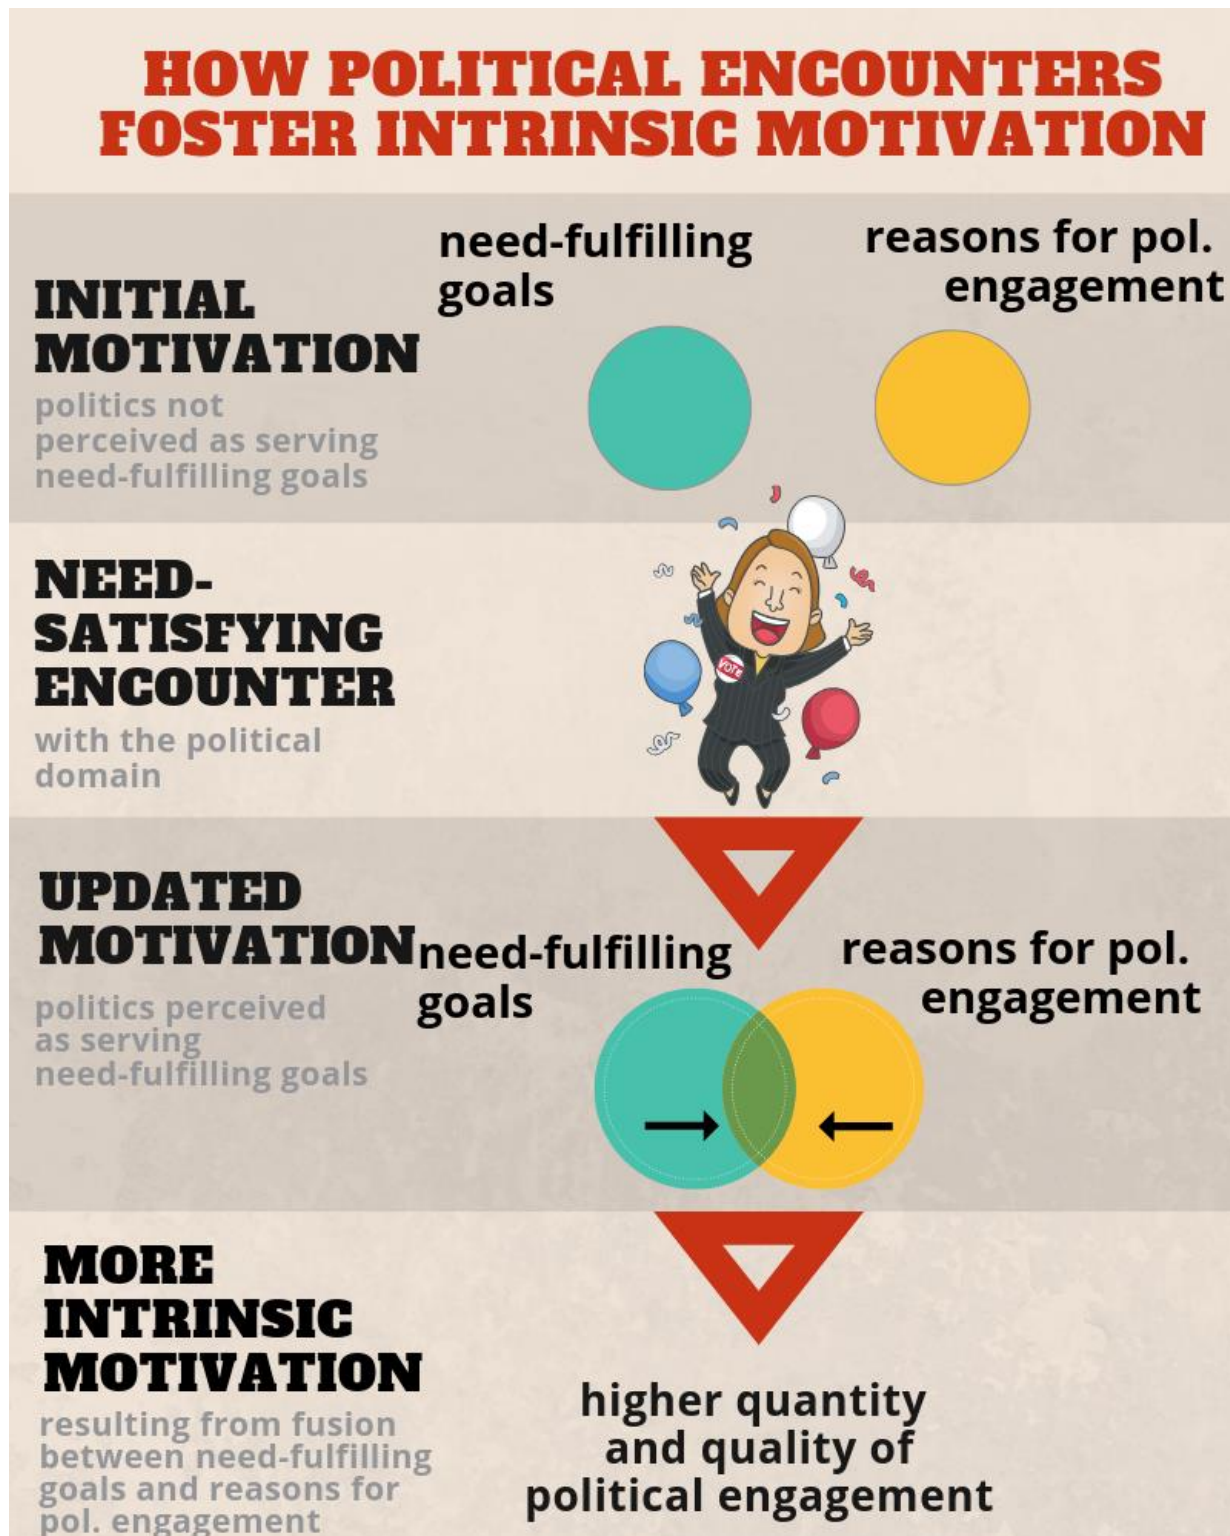 HOW POLITICAL ENCOUNTERS
FOSTER INTRINSIC MOTIVATION
INITIAL
MOTIVATION
politics not
perceived as serving
need-fulfilling goals
need-fulfilling
goals
reasons for pol.
engagement
NEED-
SATISFYING
ENCOUNTER
with the political
domain
VOTE
UPDATED
MOTIVATION
politics perceived
as serving
need-fulfilling goals
need-fulfilling
goals
reasons for pol.
engagement
MORE
INTRINSIC
MOTIVATION
resulting from fusion
between need-fulfilling
goals and reasons for
pol. engagement
higher quantity
and quality of
political engagement